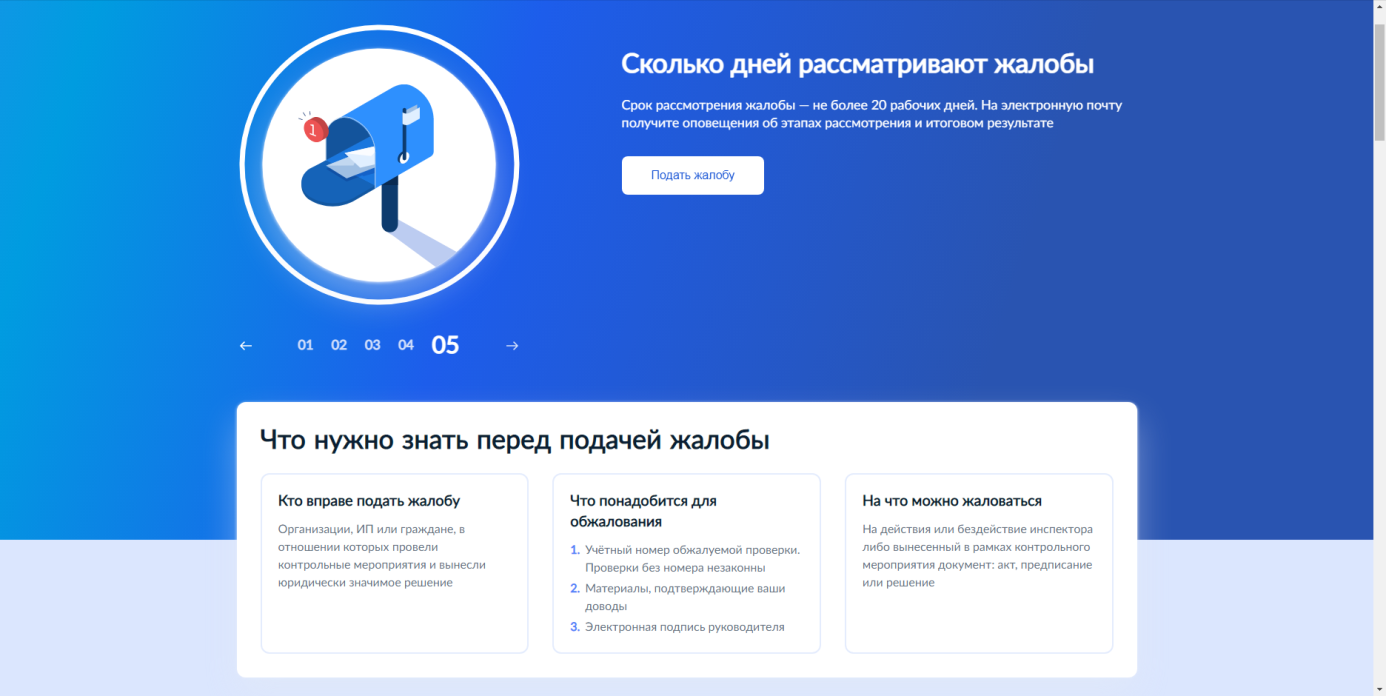 Сколько дней рассматривают жалобы
Срок рассмотрения жалобы — не более 20 рабочих дней. На электронную почту
получите оповещения об этапах рассмотрения и итоговом результате
1
Подать жалобу
01 02 03 04 05
Что нужно знать перед подачей жалобы
Кто вправе подать жалобу
Организации, ИП или граждане, в
отношении которых провели
контрольные мероприятия и вынесли
юридически значимое решение
Что понадобится для
обжалования
1. Учётный номер обжалуемой проверки.
Проверки без номера незаконны
2. Материалы, подтверждающие ваши
доводы
3. Электронная подпись руководителя
На что можно жаловаться
На действия или бездействие инспектора
либо вынесенный в рамках контрольного
мероприятия документ: акт, предписание
или решение